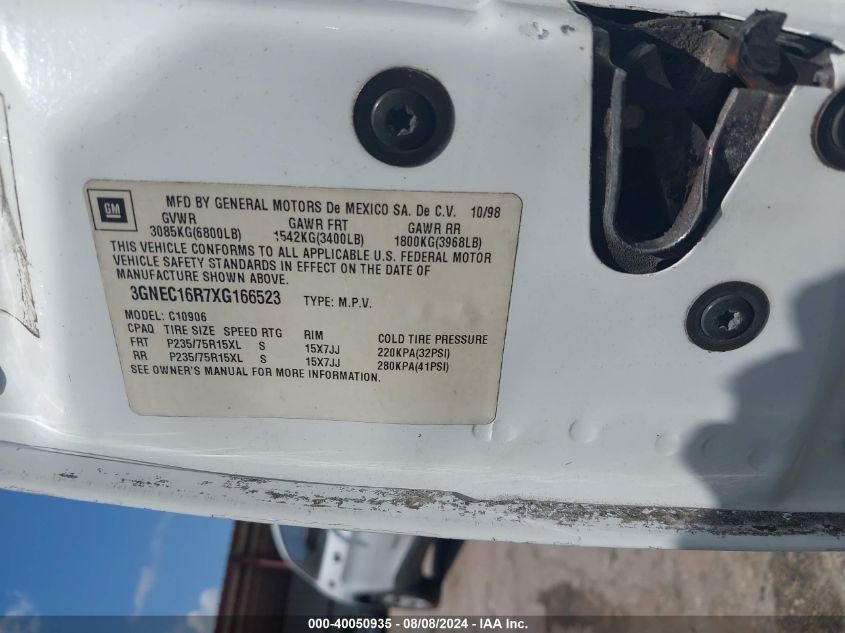 GM
MFD BY GENERAL MOTORS De MEXICO SA. De C.V. 10/98
GVWR GAWR FRT GAWR RR
3085KG(6800LB) 1542KG(3400LB) 1800KG(3968LB)
THIS VEHICLE CONFORMS TO ALL APPLICABLE U.S. FEDERAL MOTOR
VEHICLE SAFETY STANDARDS IN EFFECT ON THE DATE OF
MANUFACTURE SHOWN ABOVE.
3GNEC16R7XG166523 TYPE: M.P.V.
MODEL: C10906
CPAQ TIRE SIZE SPEED RTG RIM COLD TIRE PRESSURE
FRT P235/75R15XL S 15X7JJ 220KPA(32PSI)
RR P235/75R15XL S 15X7JJ 280KPA(41PSI)
SEE OWNER'S MANUAL FOR MORE INFORMATION.
000-40050935 - 08/08/2024 - IAA Inc.